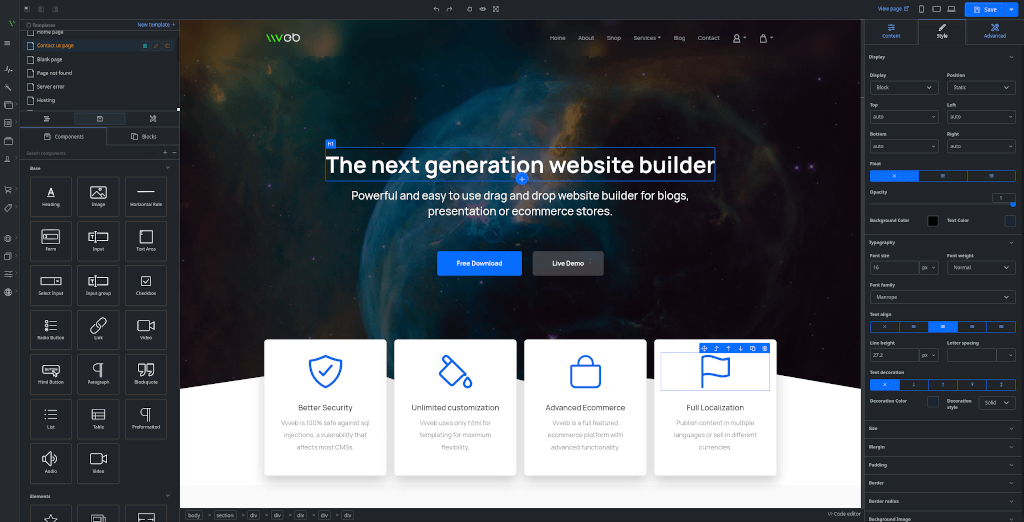 Templates
New template +
Home page
Contact us page
Blank page
Page not found
Server error
Hosting
Components
Blocks
Search components
Base
Heading
Image
Horizontal Rule
Form
Input
Text Area
Select Input
Input group
Checkbox
Radio Button
Link
Video
Html Button
Paragraph
Blockquote
List
Table
Preformatted
Audio
Video
Elements
View page
Save
Vvveb
Home
About
Shop
Services
Blog
Contact
H1
The next generation website builder
Powerful and easy to use drag and drop website builder for blogs,
presentation or ecommerce stores.
Free Download
Live Demo
Better Security
Vvveb is 100% safe against sql
injections, a vulerability that
affects most CMSs.
Unlimited customization
Vvveb uses only html for
templating for maximum
flexibility.
Advanced Ecommerce
Vvveb is a full featured
ecommerce platform with
advanced functionality
Full Localization
Publish content in multiple
languages or sell in different
currencies
body > section > div > div > div > div > div
</> Code editor
Content
Style
Advanced
Display
Display
Position
Block
Static
Top
Left
auto
auto
Bottom
Right
auto
auto
Float
Opacity
1
Background Color
Text Color
Typography
Font size
Font weight
16
px
Normal
Font family
Manrope
Text align
Line height
Letter spacing
27.2
px
Text decoration
Decoration Color
Decoration
style
Solid
Size
Margin
Padding
Border
Border radius
Background Image